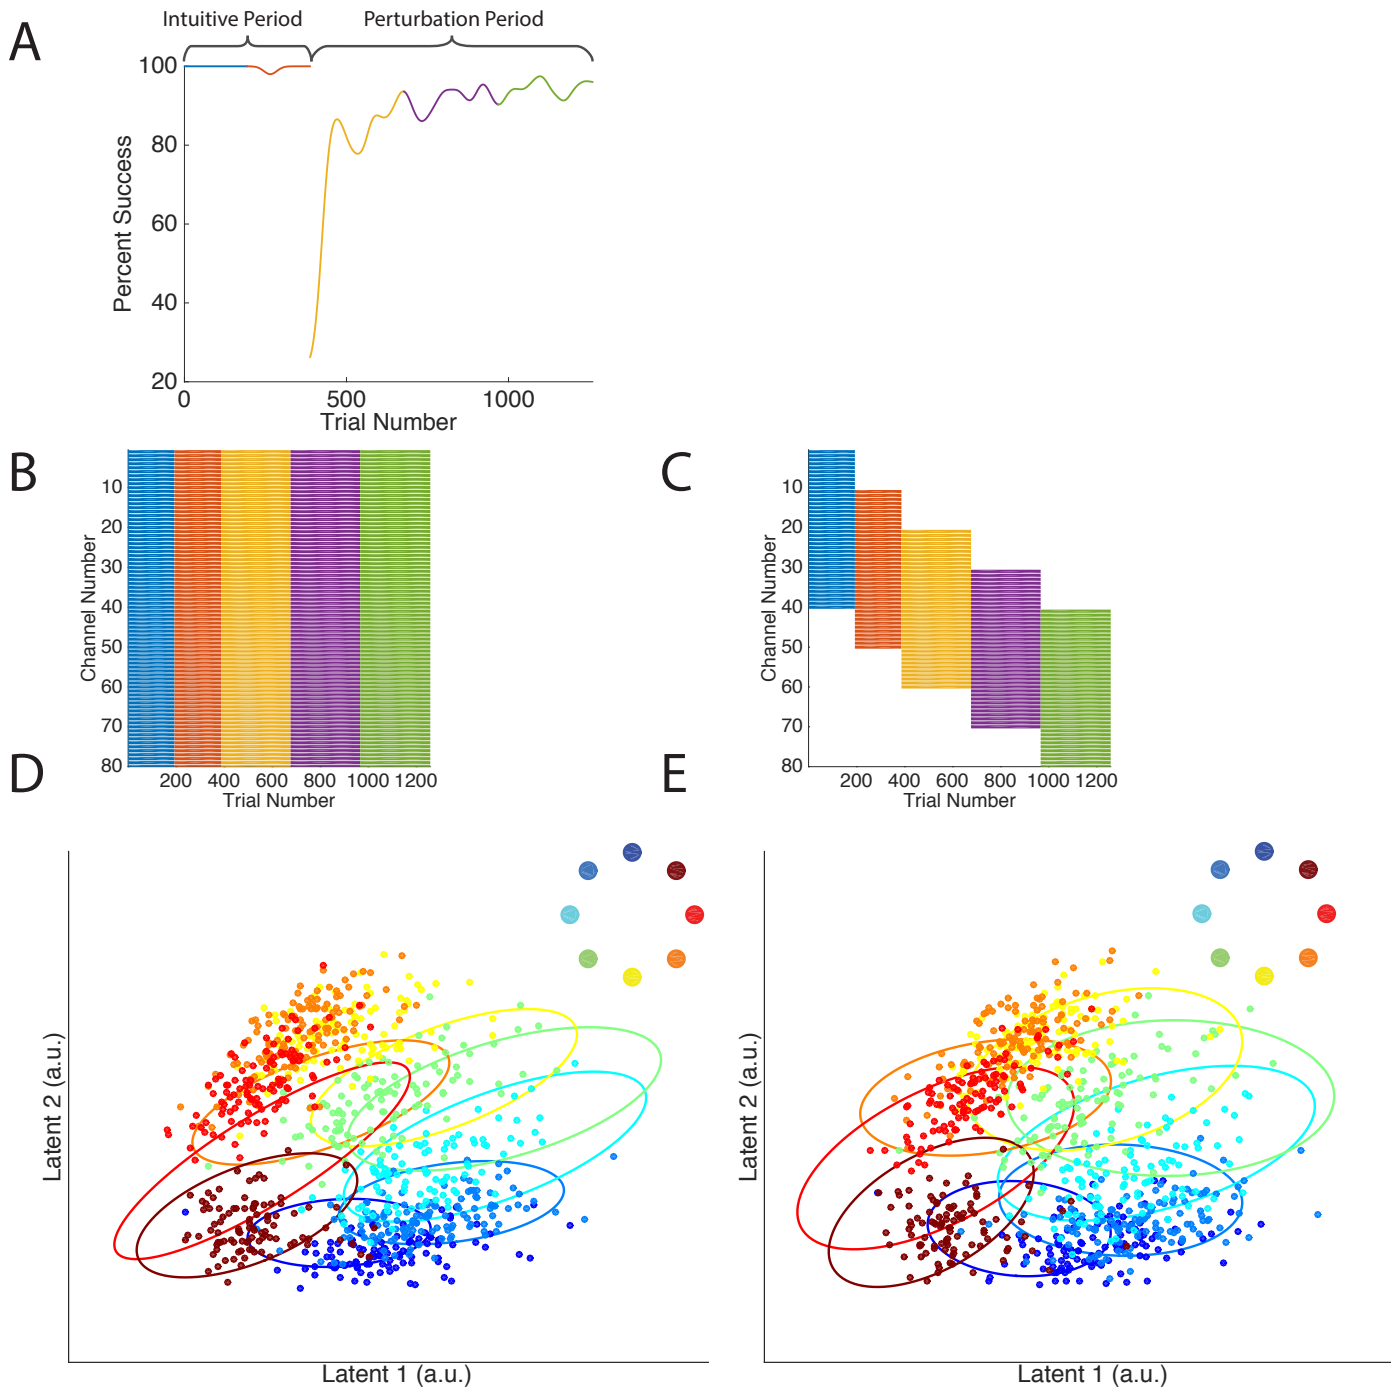 A
Intuitive Period
Perturbation Period
100
80
60
40
20
Percent Success
0
500
1000
Trial Number
B
10
20
30
40
50
60
70
80
Channel Number
200
400
600
800
1000
1200
Trial Number
C
10
20
30
40
50
60
70
80
Channel Number
200
400
600
800
1000
1200
Trial Number
D
Latent 2 (a.u.)
Latent 1 (a.u.)
E
Latent 2 (a.u.)
Latent 1 (a.u.)